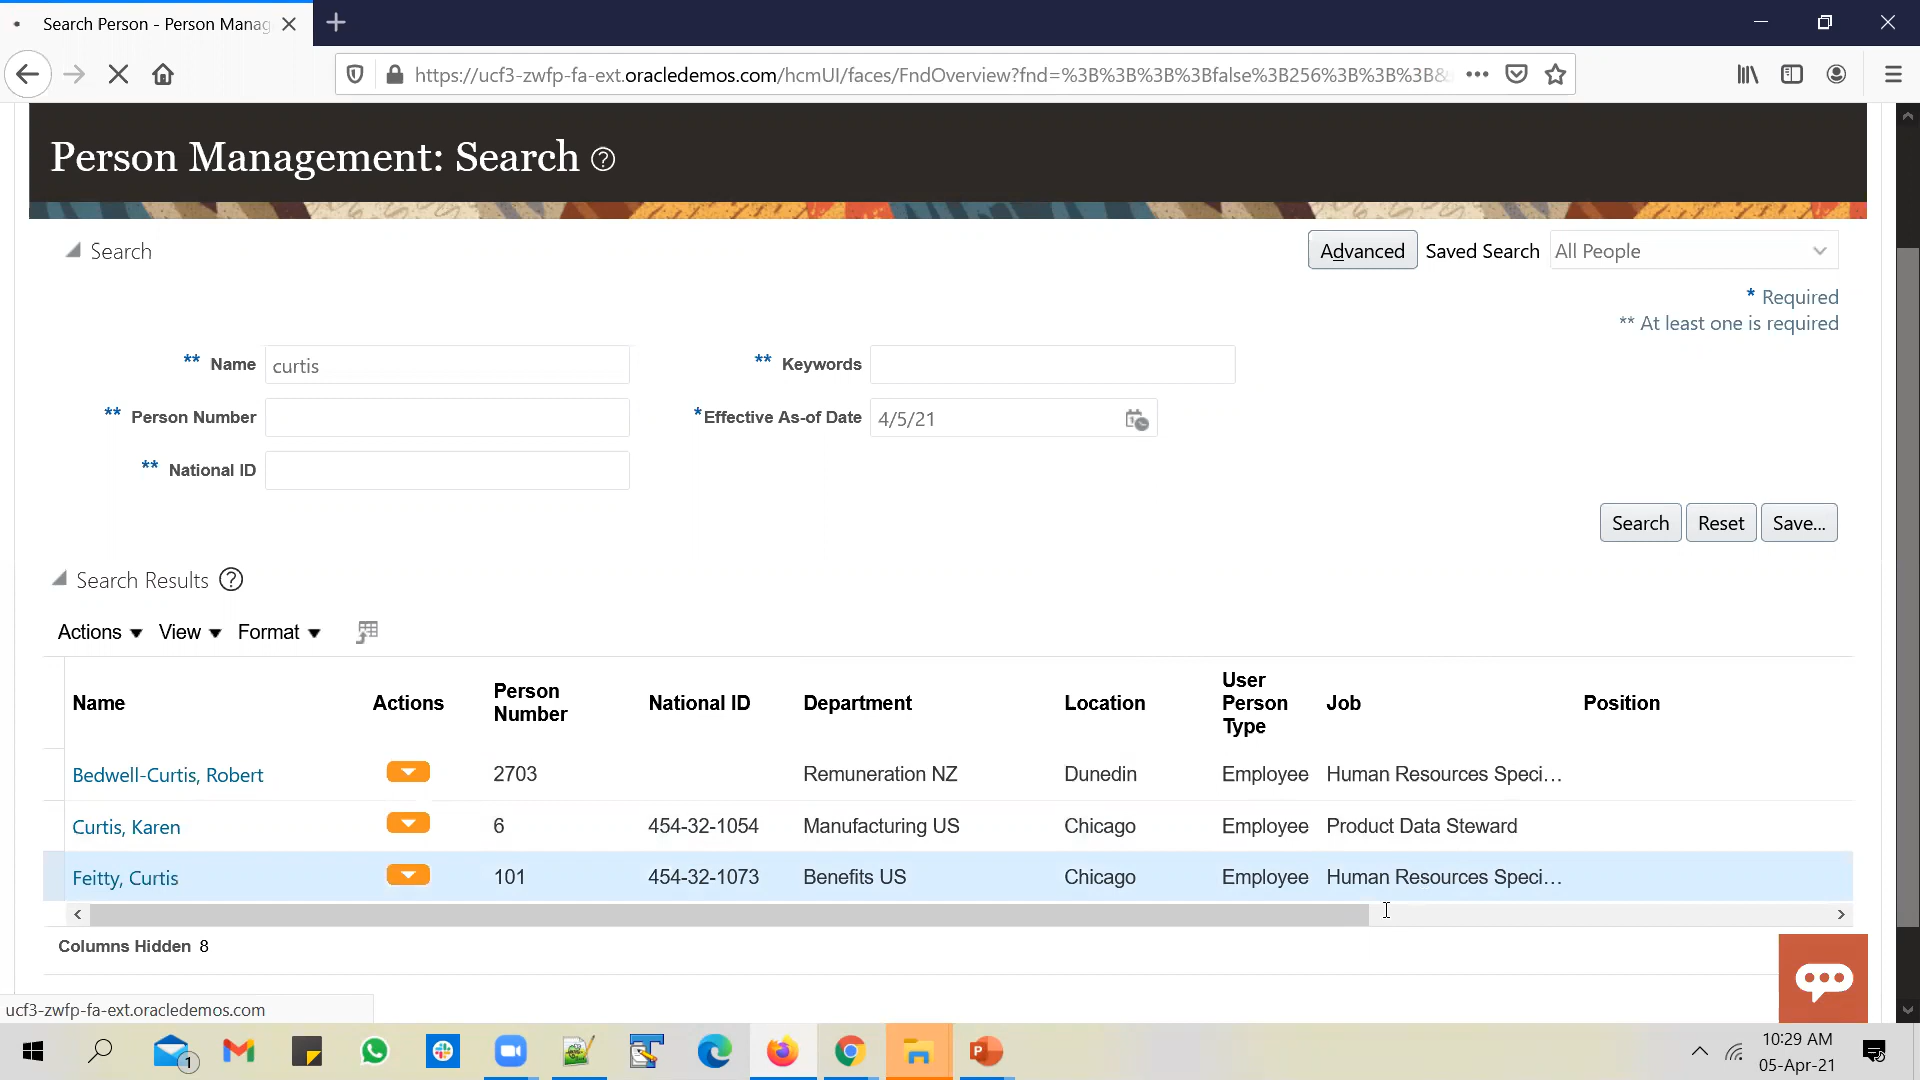 Search Person - Person Manag
https://ucf3-zwfp-fa-ext.oracledemos.com/hcmUI/faces/FndOverview?fnd=%3B%3B%3B%3Bfalse%3B256%3B%3B%3B&
Person Management: Search ?
Search
Advanced Saved Search All People
* Required
** At least one is required
** Name curtis
** Keywords
** Person Number
*Effective As-of Date 4/5/21
** National ID
Search Reset Save...
Search Results ?
Actions View Format
Name Actions Person Number National ID Department Location User Person Type Job Position
Bedwell-Curtis, Robert 2703 Remuneration NZ Dunedin Employee Human Resources Speci...
Curtis, Karen 6 454-32-1054 Manufacturing US Chicago Employee Product Data Steward
Feitty, Curtis 101 454-32-1073 Benefits US Chicago Employee Human Resources Speci...
Columns Hidden 8
ucf3-zwfp-fa-ext.oracledemos.com
1
10:29 AM
05-Apr-21